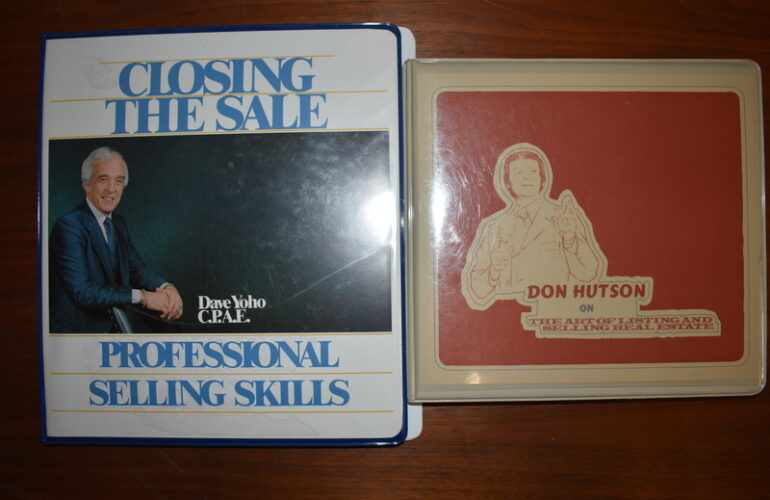 CLOSING
THE SALE
Dave Yoho
C.P.A.E.
PROFESSIONAL
SELLING SKILLS
DON HUTSON
ON
THE ART OF LISTING AND
SELLING REAL ESTATE